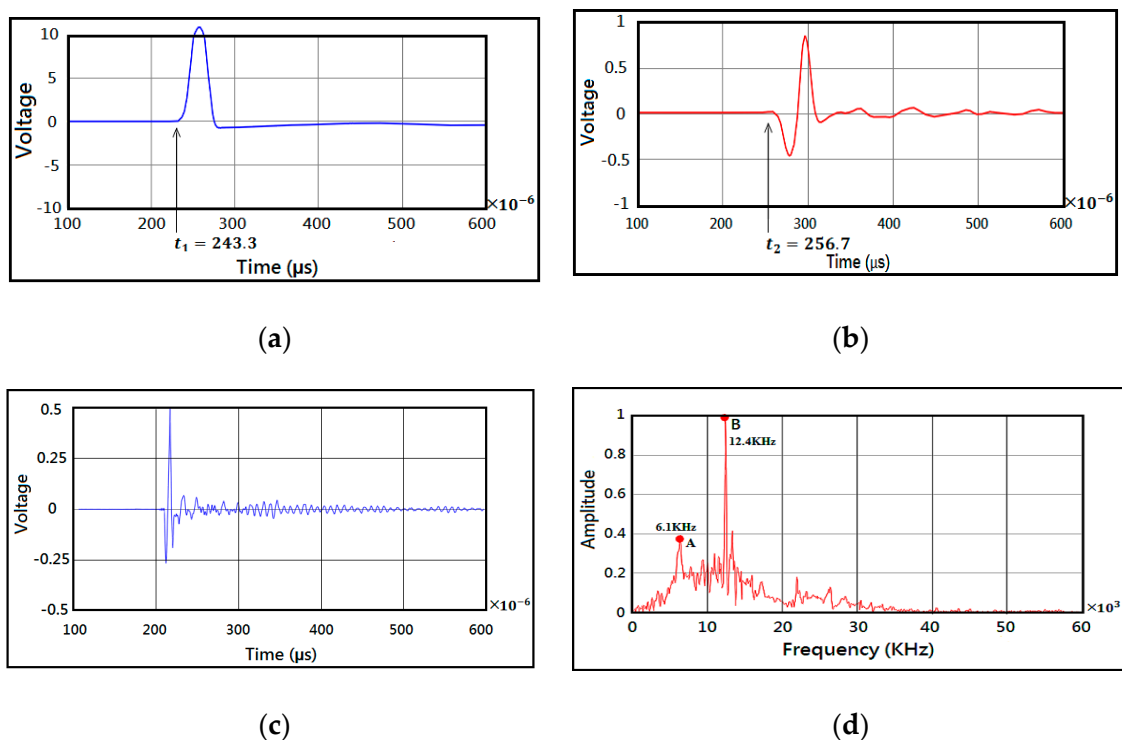 10
5
0
-5
-10
Voltage
×10⁻⁶
100 200 300 400 500 600
t₁ = 243.3
Time (μs)
(a)
1
0.5
0
-0.5
-1
Voltage
×10⁻⁶
100 200 300 400 500 600
t₂ = 256.7
Time (μs)
(b)
0.5
0.25
0
-0.25
-0.5
Voltage
×10⁻⁶
100 200 300 400 500 600
Time (μs)
(c)
1
0.8
0.6
0.4
0.2
0
Amplitude
B
12.4KHz
6.1KHz
A
×10³
0 10 20 30 40 50 60
Frequency (KHz)
(d)